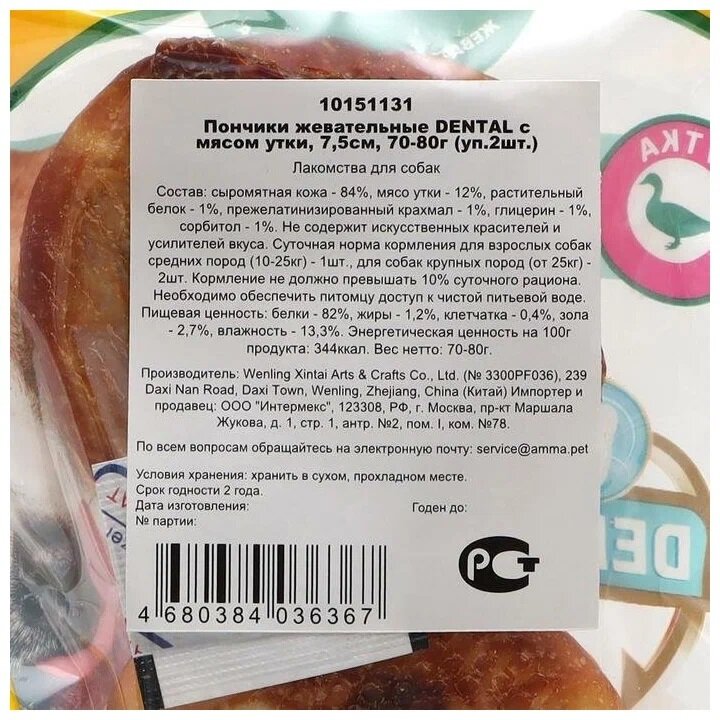 10151131
Пончики жевательные DENTAL с
мясом утки, 7,5см, 70-80г (уп.2шт.)
Лакомства для собак
Состав: сыромятная кожа - 84%, мясо утки - 12%, растительный
белок - 1%, прежелатинизированный крахмал - 1%, глицерин - 1%,
сорбитол - 1%. Не содержит искусственных красителей и
усилителей вкуса. Суточная норма кормления для взрослых собак
средних пород (10-25кг) - 1шт., для собак крупных пород (от 25кг) -
2шт. Кормление не должно превышать 10% суточного рациона.
Необходимо обеспечить питомцу доступ к чистой питьевой воде.
Пищевая ценность: белки - 82%, жиры - 1,2%, клетчатка - 0,4%, зола
- 2,7%, влажность - 13,3%. Энергетическая ценность на 100г
продукта: 344ккал. Вес нетто: 70-80г.
Производитель: Wenling Xintai Arts & Crafts Co., Ltd. (№ 3300PF036), 239
Daxi Nan Road, Daxi Town, Wenling, Zhejiang, China (Китай) Импортер и
продавец: ООО "Интермекс", 123308, РФ, г. Москва, пр-кт Маршала
Жукова, д. 1, стр. 1, антр. №2, пом. I, ком. №78.
По всем вопросам обращайтесь на электронную почту: service@amma.pet
Условия хранения: хранить в сухом, прохладном месте.
Срок годности 2 года.
Дата изготовления: Годен до:
№ партии:
4 680384 036367
РСТ